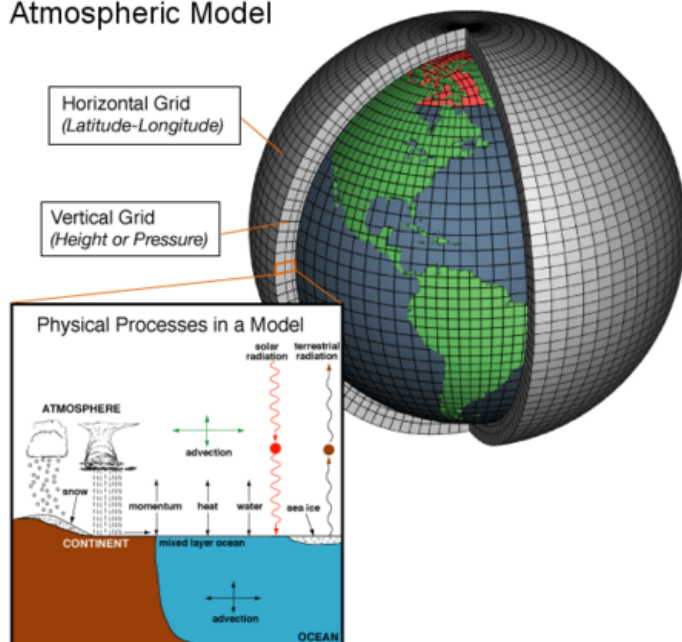 Atmospheric Model
Horizontal Grid
(Latitude-Longitude)
Vertical Grid
(Height or Pressure)
Physical Processes in a Model
solar
radiation
terrestrial
radiation
ATMOSPHERE
advection
snow
momentum
heat
water
sea ice
CONTINENT
mixed layer ocean
advection
OCEAN